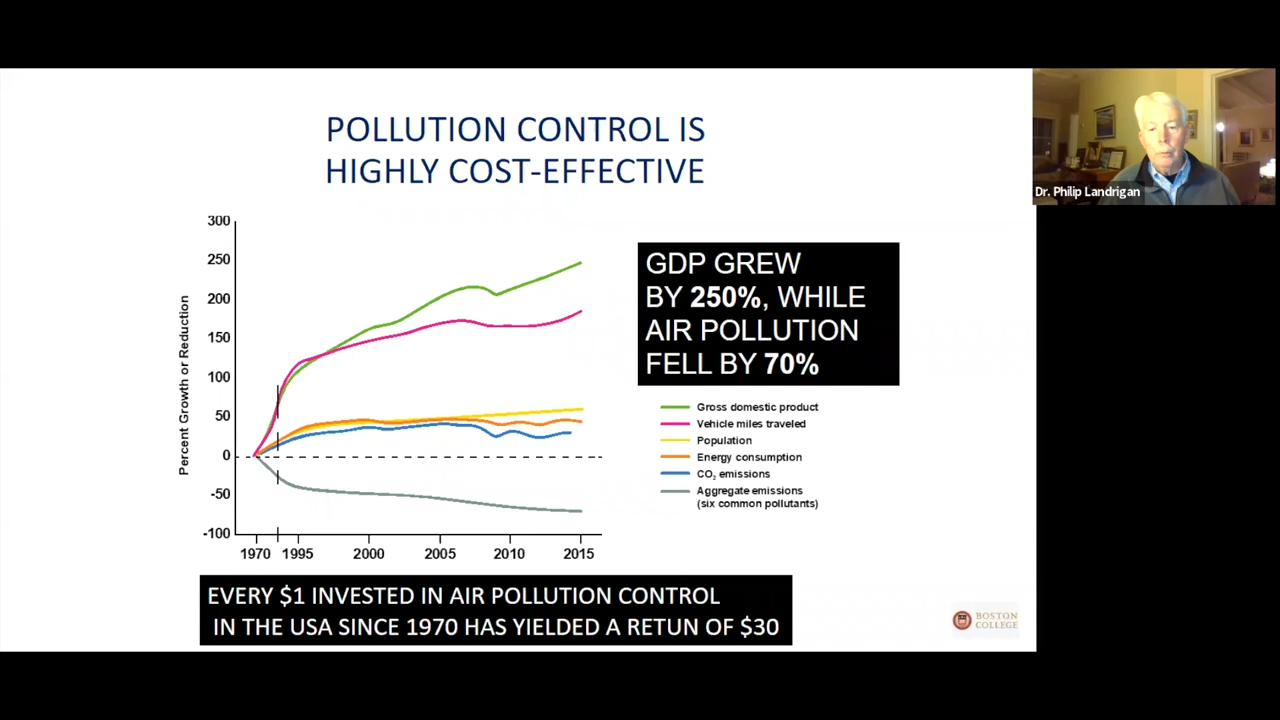 POLLUTION CONTROL IS
HIGHLY COST-EFFECTIVE
Dr. Philip Landrigan
Percent Growth or Reduction
300
250
200
150
100
50
0
-50
-100
1970 1995 2000 2005 2010 2015
GDP GREW
BY 250%, WHILE
AIR POLLUTION
FELL BY 70%
Gross domestic product
Vehicle miles traveled
Population
Energy consumption
CO₂ emissions
Aggregate emissions
(six common pollutants)
EVERY $1 INVESTED IN AIR POLLUTION CONTROL
IN THE USA SINCE 1970 HAS YIELDED A RETUN OF $30
BOSTON
COLLEGE